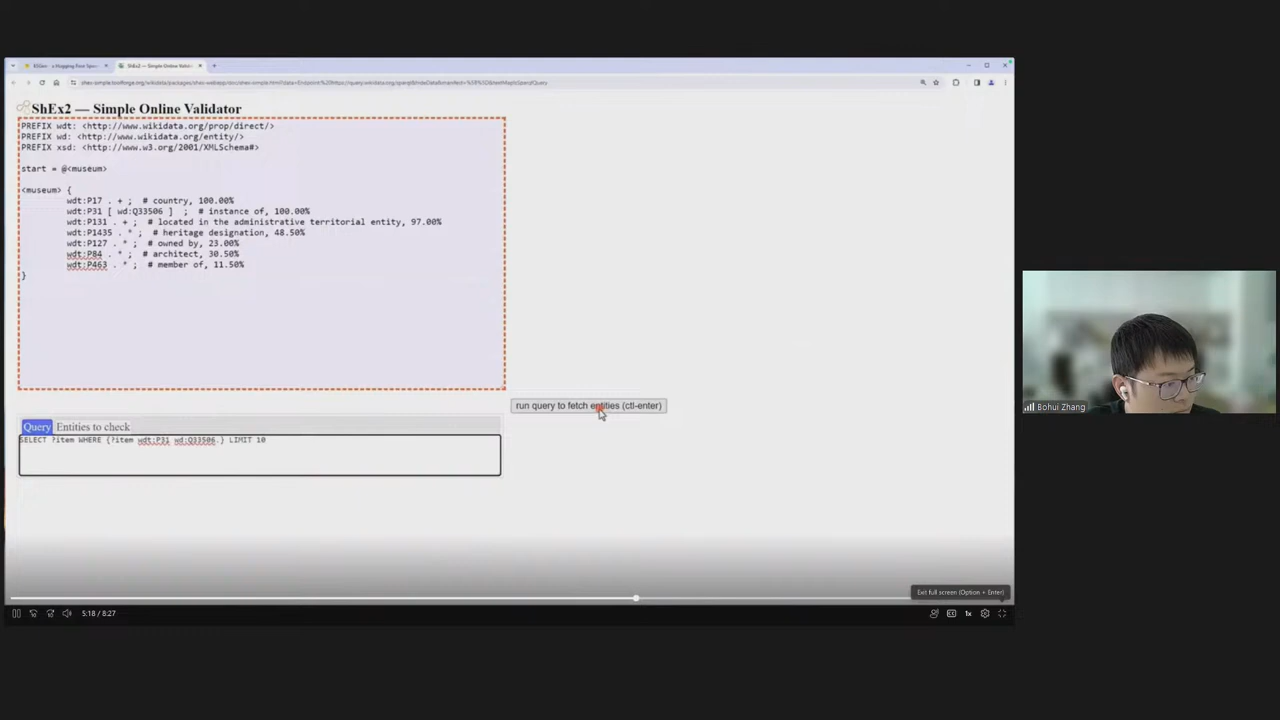 ShEx2 — Simple Online Vali
ShEx2 — Simple Online Validator
PREFIX wdt: <http://www.wikidata.org/prop/direct/>
PREFIX wd: <http://www.wikidata.org/entity/>
PREFIX xsd: <http://www.w3.org/2001/XMLSchema#>
start = @<museum>
<museum> {
wdt:P17 . + ;  # country, 100.00%
wdt:P31 [ wd:Q33506 ]  ;  # instance of, 100.00%
wdt:P131 . + ;  # located in the administrative territorial entity, 97.00%
wdt:P1435 . * ;  # heritage designation, 48.50%
wdt:P127 . * ;  # owned by, 23.00%
wdt:P84 . * ;  # architect, 30.50%
wdt:P463 . * ;  # member of, 11.50%
}
run query to fetch entities (ctl-enter)
Query Entities to check
SELECT ?item WHERE {?item wdt:P31 wd:Q33506.} LIMIT 10
Bohui Zhang
Exit full screen (Option + Enter)
5:18 / 8:27
1x